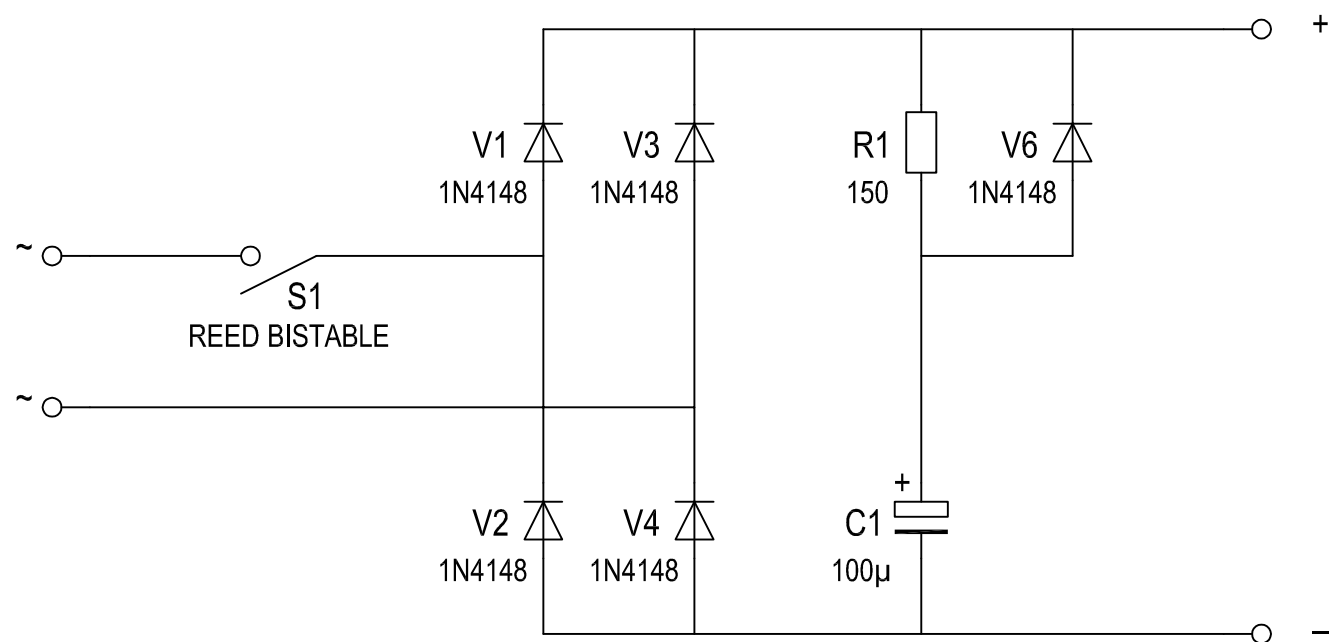 +
V1
1N4148
V3
1N4148
R1
150
V6
1N4148
~
S1
REED BISTABLE
~
+
V2
1N4148
V4
1N4148
C1
100µ
−